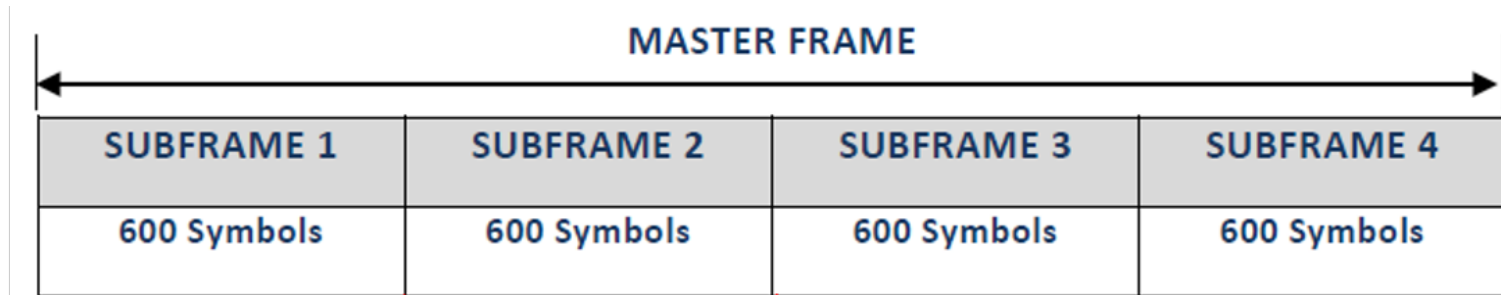 MASTER FRAME
SUBFRAME 1 SUBFRAME 2 SUBFRAME 3 SUBFRAME 4
600 Symbols 600 Symbols 600 Symbols 600 Symbols